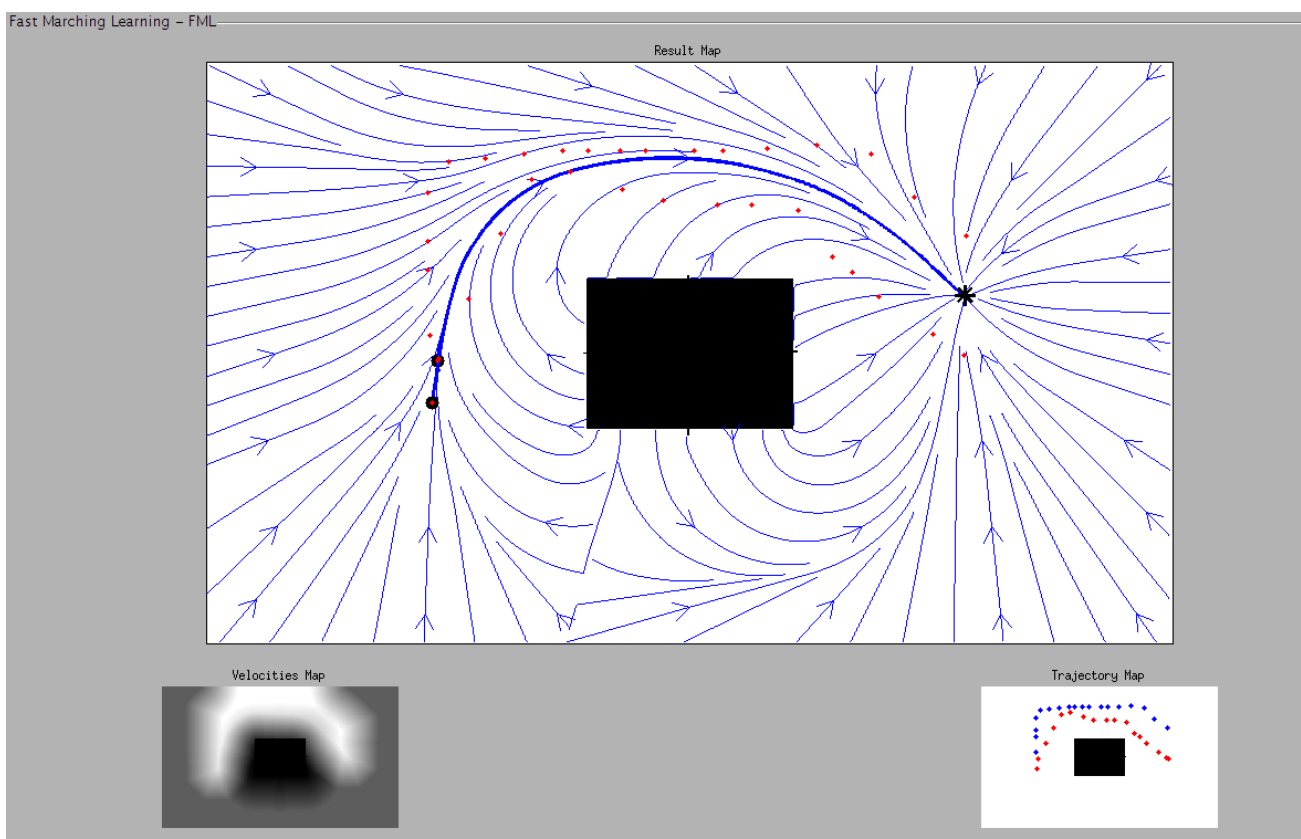 Fast Marching Learning - FML
Result Map
Velocities Map
Trajectory Map